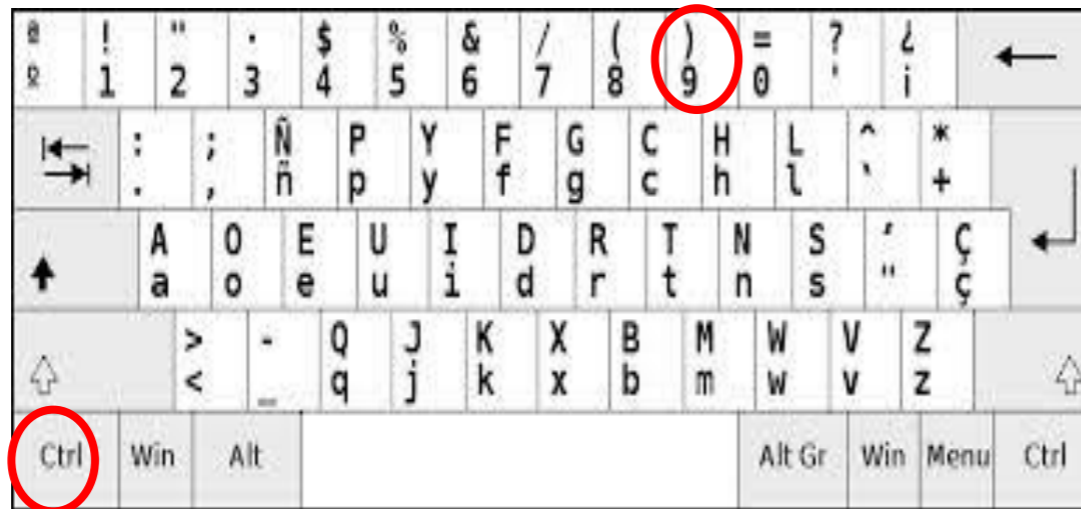 ª ! " · $ % & / ( ) = ? ¿
º 1 2 3 4 5 6 7 8 9 0 ' ¡
: ; Ñ P Y F G C H L ^ *
. , ñ p y f g c h l ` +
A O E U I D R T N S ´ Ç
a o e u i d r t n s " ç
> - Q J K X B M W V Z
< _ q j k x b m w v z
Ctrl Win Alt Alt Gr Win Menu Ctrl